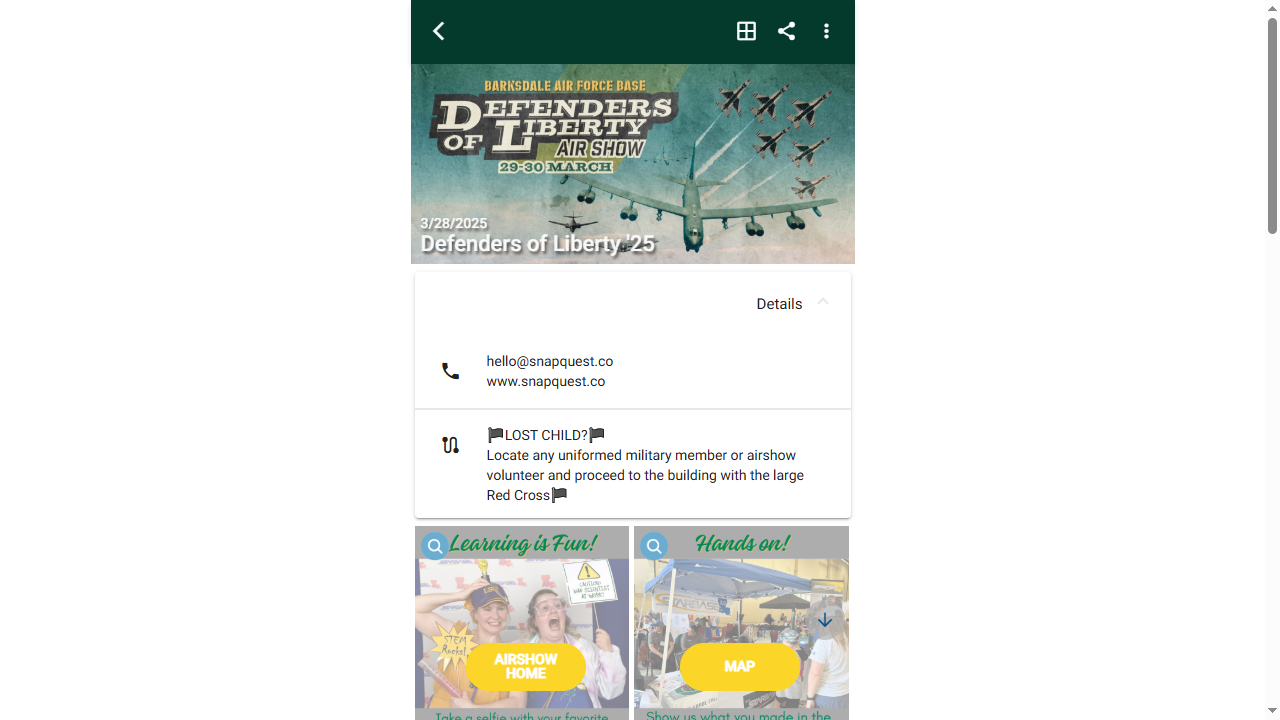 BARKSDALE AIR FORCE BASE
DEFENDERS
OF LIBERTY
AIR SHOW
29-30 MARCH
3/28/2025
Defenders of Liberty '25
Details
hello@snapquest.co
www.snapquest.co
🏴LOST CHILD?🏴
Locate any uniformed military member or airshow
volunteer and proceed to the building with the large
Red Cross🏴
Learning is Fun!
CAUTION!
MAD SCIENTIST
AT WORK!
STEM
Rocks!
AIRSHOW
HOME
Take a selfie with your favorite
Hands on!
MAP
Show us what you made in the